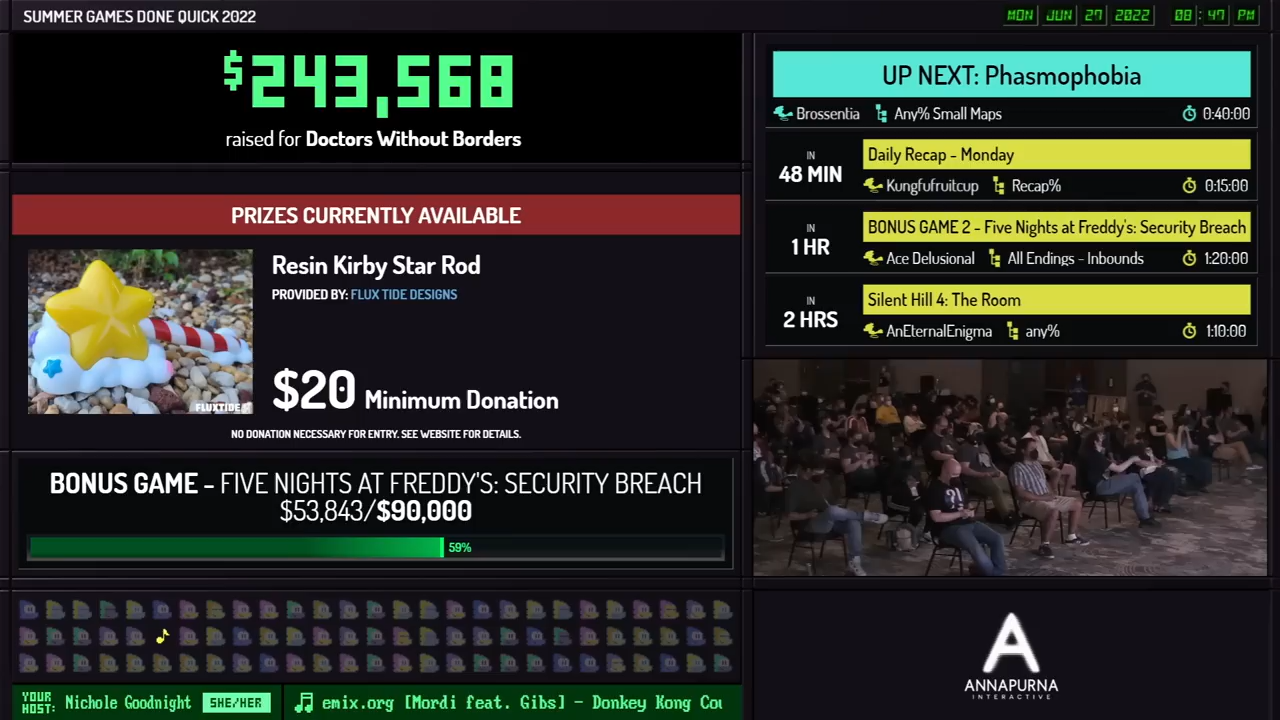 SUMMER GAMES DONE QUICK 2022
MON JUN 27 2022 08:47 PM
$243,568
raised for Doctors Without Borders
PRIZES CURRENTLY AVAILABLE
Resin Kirby Star Rod
PROVIDED BY: FLUX TIDE DESIGNS
$20 Minimum Donation
FLUXTIDE
NO DONATION NECESSARY FOR ENTRY. SEE WEBSITE FOR DETAILS.
BONUS GAME - FIVE NIGHTS AT FREDDY'S: SECURITY BREACH
$53,843/$90,000
59%
YOUR HOST: Nichole Goodnight SHE/HER
emix.org [Mordi feat. Gibs] - Donkey Kong Cou
UP NEXT: Phasmophobia
Brossentia Any% Small Maps 0:40:00
IN 48 MIN
Daily Recap - Monday
Kungfufruitcup Recap% 0:15:00
IN 1 HR
BONUS GAME 2 - Five Nights at Freddy's: Security Breach
Ace Delusional All Endings - Inbounds 1:20:00
IN 2 HRS
Silent Hill 4: The Room
AnEternalEnigma any% 1:10:00
ANNAPURNA
INTERACTIVE